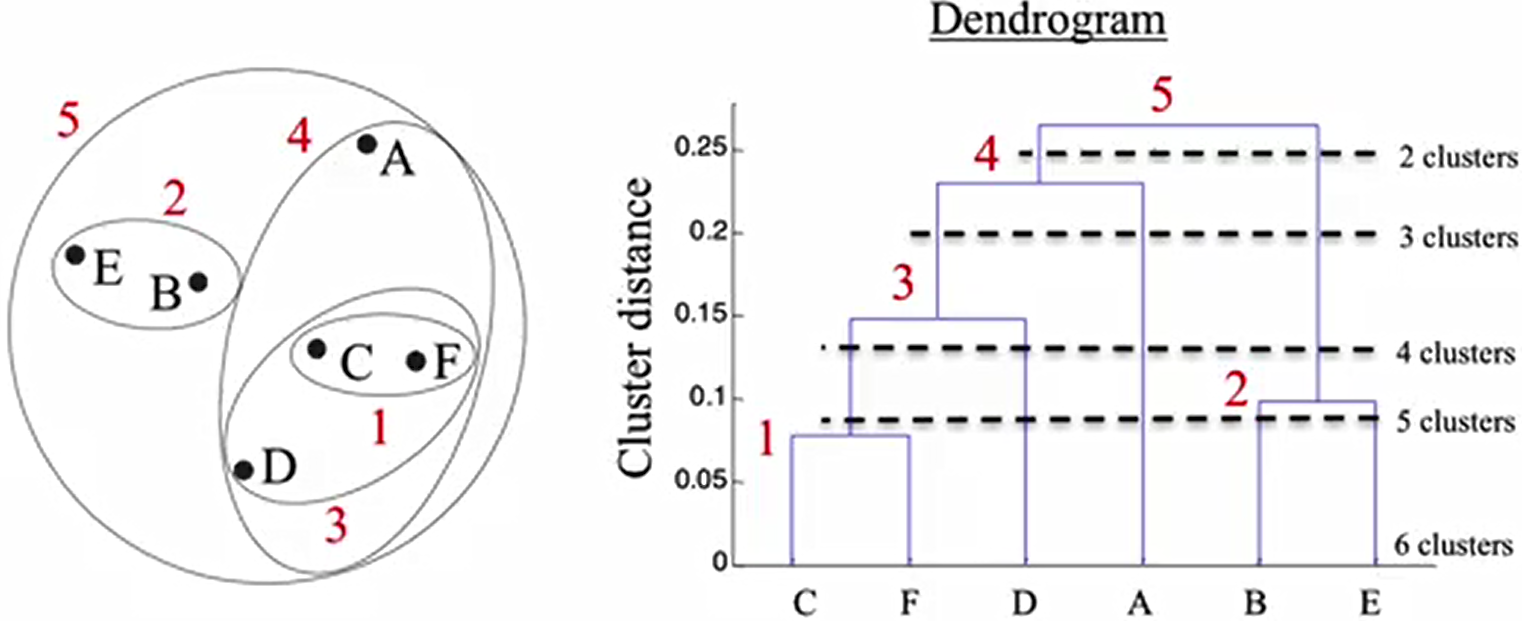 5
4
A
2
E
B
C
F
1
D
3
Dendrogram
Cluster distance
0.25
0.2
0.15
0.1
0.05
0
5
4
2 clusters
3 clusters
3
4 clusters
2
5 clusters
1
6 clusters
C F D A B E